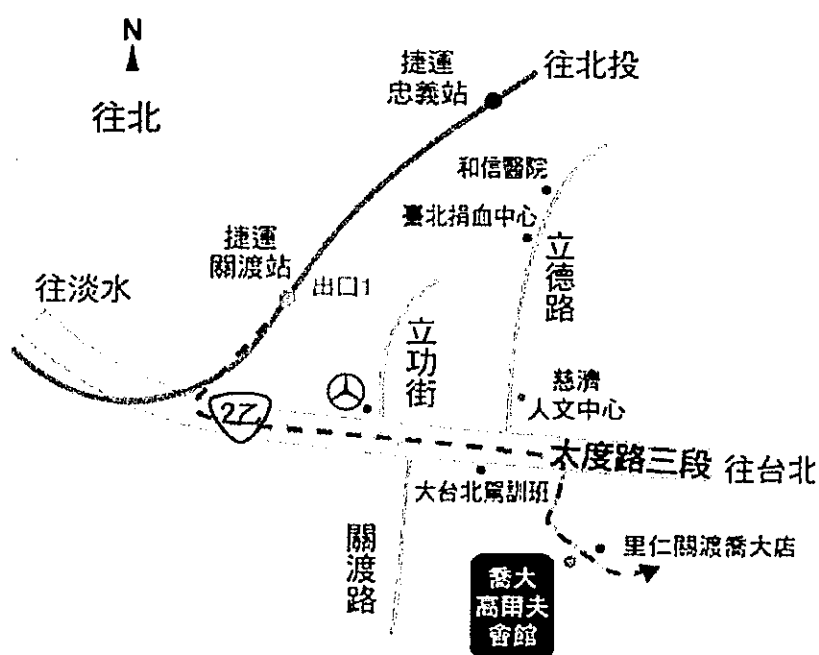 N
往北
捷運
忠義站
往北投
和信醫院
臺北捐血中心
捷運
關渡站
出口1
往淡水
立德路
立功街
慈濟
人文中心
2乙
大度路三段
往台北
大台北駕訓班
關渡路
里仁關渡喬大店
喬大
高爾夫
會館